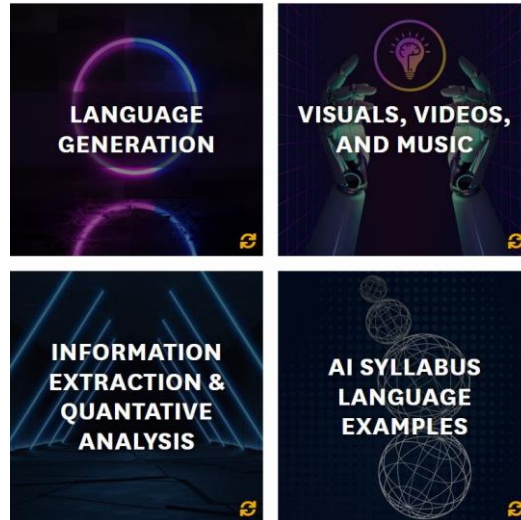 LANGUAGE
GENERATION
VISUALS, VIDEOS,
AND MUSIC
INFORMATION
EXTRACTION &
QUANTATIVE
ANALYSIS
AI SYLLABUS
LANGUAGE
EXAMPLES